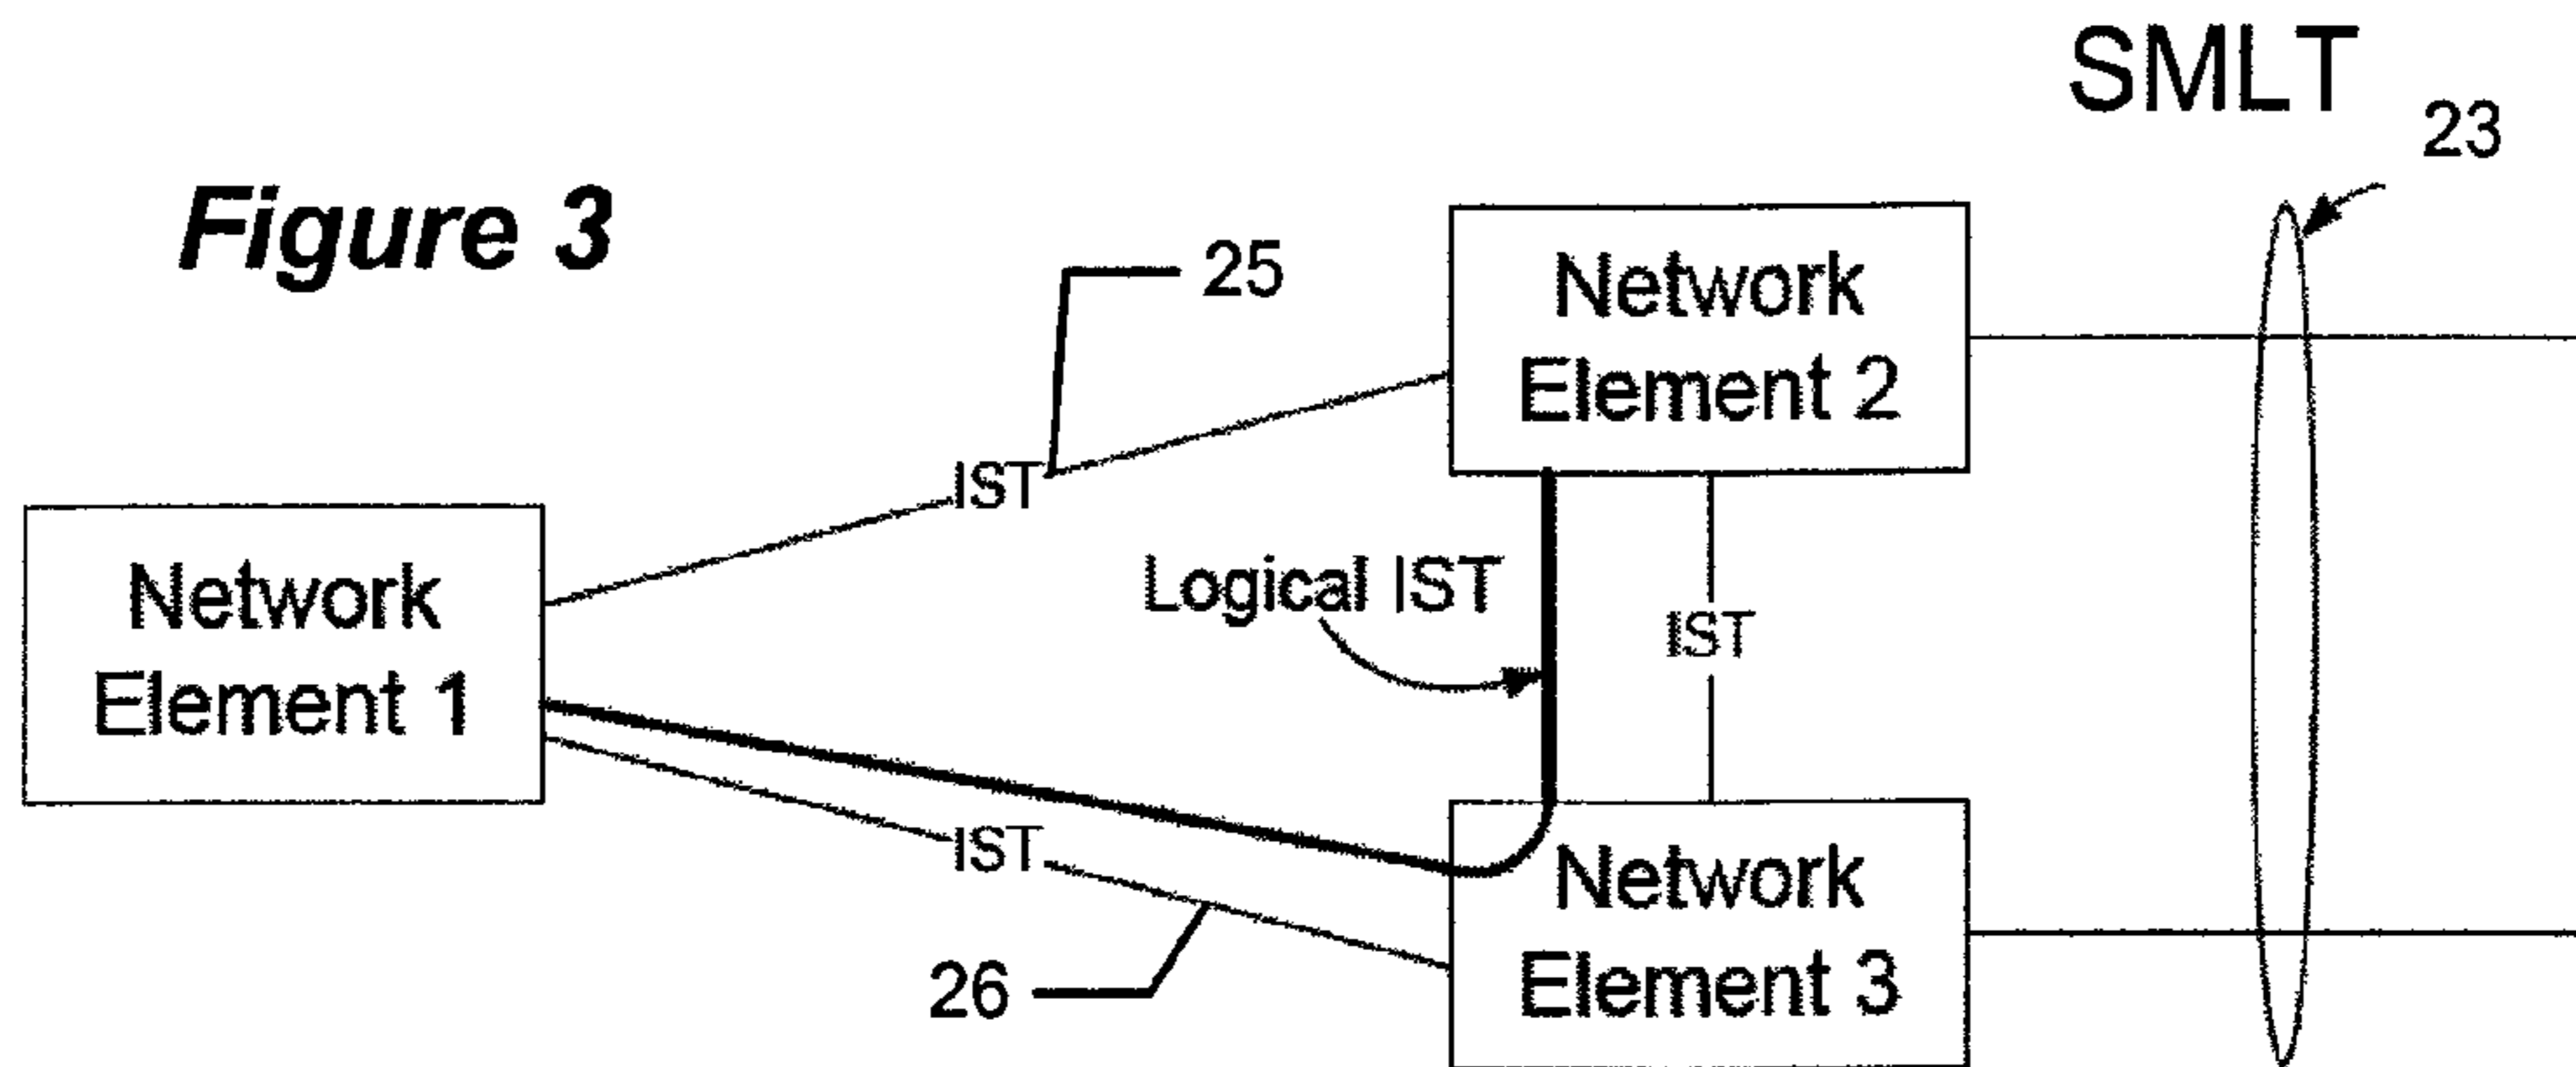 SMLT
23
Figure 3
25
Network
Element 2
IST
Logical IST
IST
Network
Element 1
IST
Network
Element 3
26